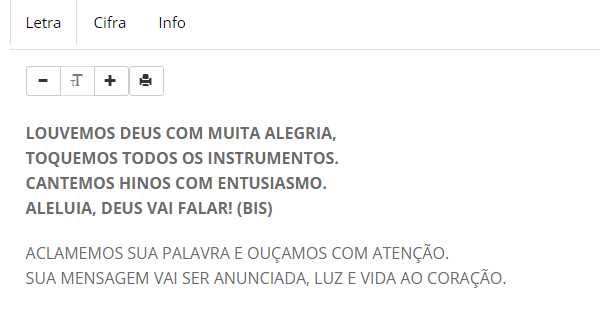 Letra Cifra Info
- T +
LOUVEMOS DEUS COM MUITA ALEGRIA,
TOQUEMOS TODOS OS INSTRUMENTOS.
CANTEMOS HINOS COM ENTUSIASMO.
ALELUIA, DEUS VAI FALAR! (BIS)
ACLAMEMOS SUA PALAVRA E OUÇAMOS COM ATENÇÃO.
SUA MENSAGEM VAI SER ANUNCIADA, LUZ E VIDA AO CORAÇÃO.